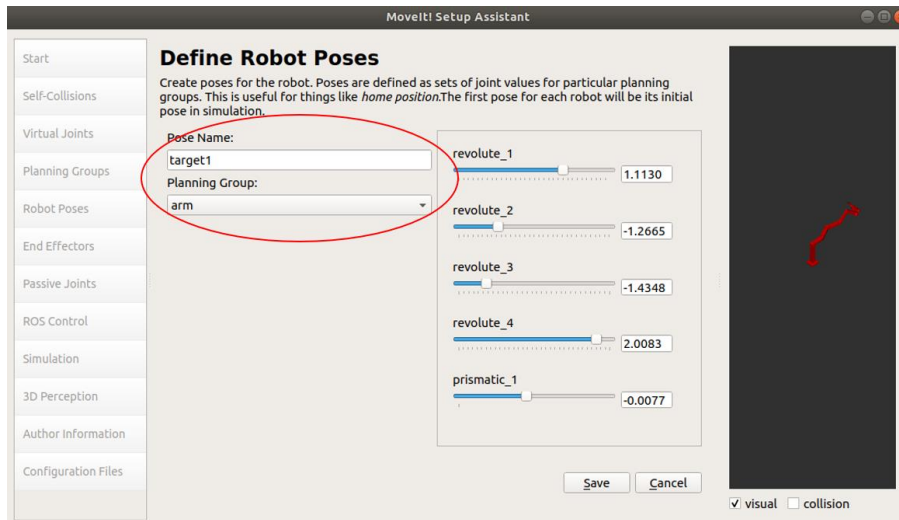 MoveIt! Setup Assistant
Start
Self-Collisions
Virtual Joints
Planning Groups
Robot Poses
End Effectors
Passive Joints
ROS Control
Simulation
3D Perception
Author Information
Configuration Files
Define Robot Poses
Create poses for the robot. Poses are defined as sets of joint values for particular planning
groups. This is useful for things like home position.The first pose for each robot will be its initial
pose in simulation.
Pose Name:
target1
Planning Group:
arm
revolute_1
1.1130
revolute_2
-1.2665
revolute_3
-1.4348
revolute_4
2.0083
prismatic_1
-0.0077
Save
Cancel
visual
collision